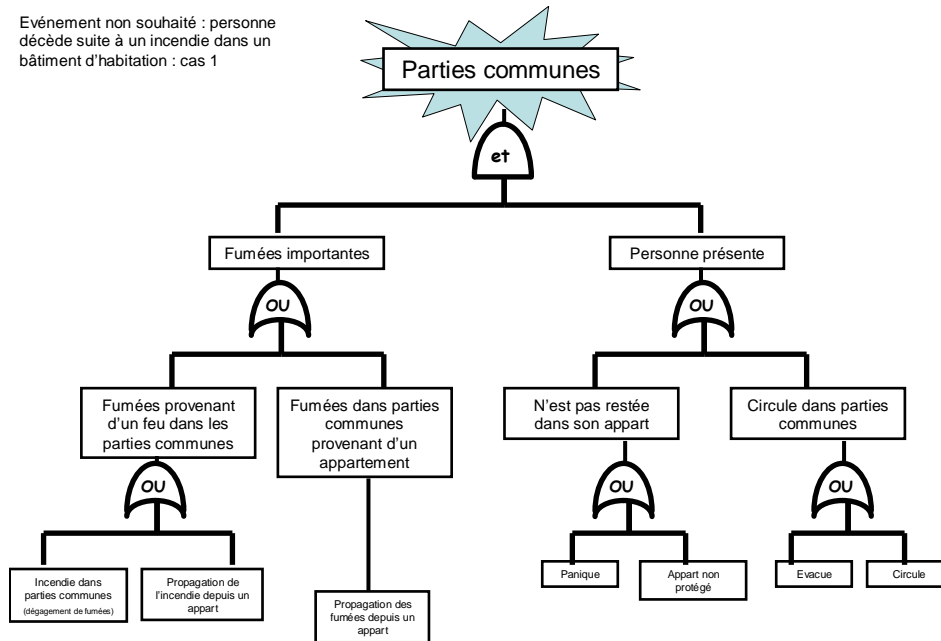 Evénement non souhaité : personne
décède suite à un incendie dans un
bâtiment d'habitation : cas 1
Parties communes
et
Fumées importantes
Personne présente
OU
OU
Fumées provenant
d'un feu dans les
parties communes
Fumées dans parties
communes
provenant d'un
appartement
N'est pas restée
dans son appart
Circule dans parties
communes
OU
OU
OU
Incendie dans
parties communes
(dégagement de fumées)
Propagation de
l'incendie depuis un
appart
Propagation des
fumées depuis un
appart
Panique
Appart non
protégé
Evacue
Circule